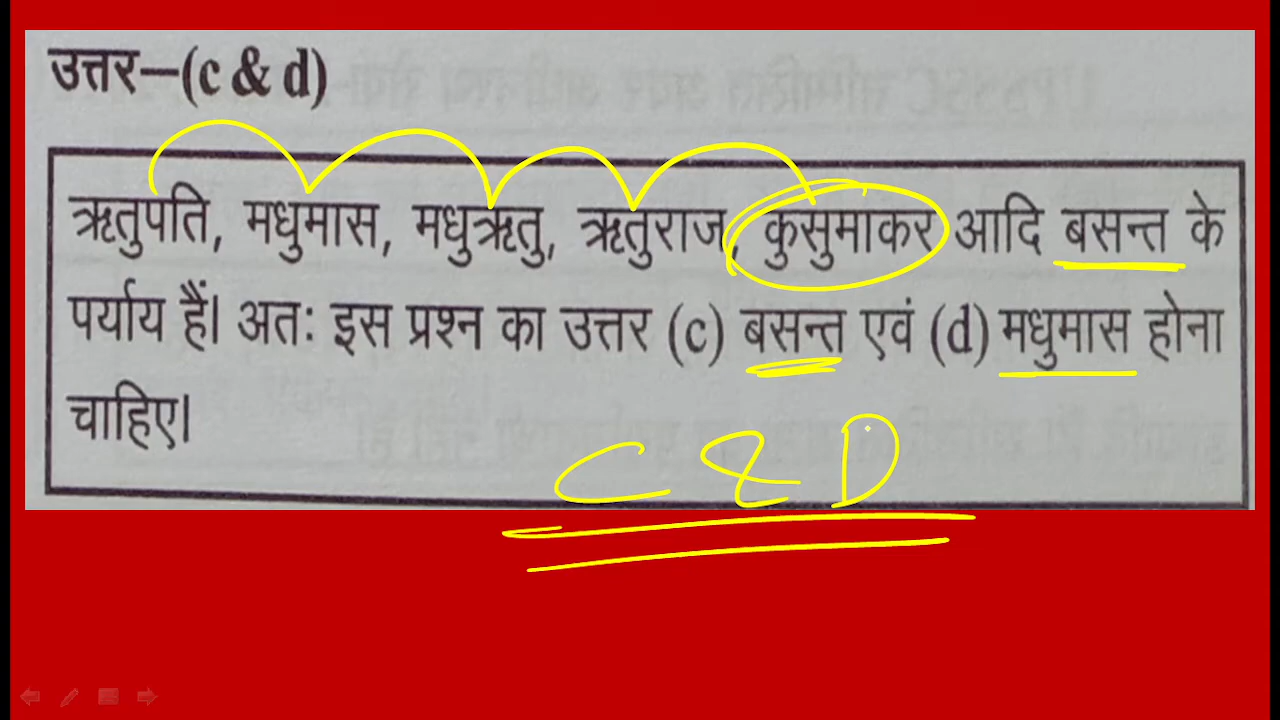 उत्तर–(c & d)
ऋतुपति, मधुमास, मधुऋतु, ऋतुराज, कुसुमाकर आदि बसन्त के
पर्याय हैं। अतः इस प्रश्न का उत्तर (c) बसन्त एवं (d) मधुमास होना
चाहिए।
C & D